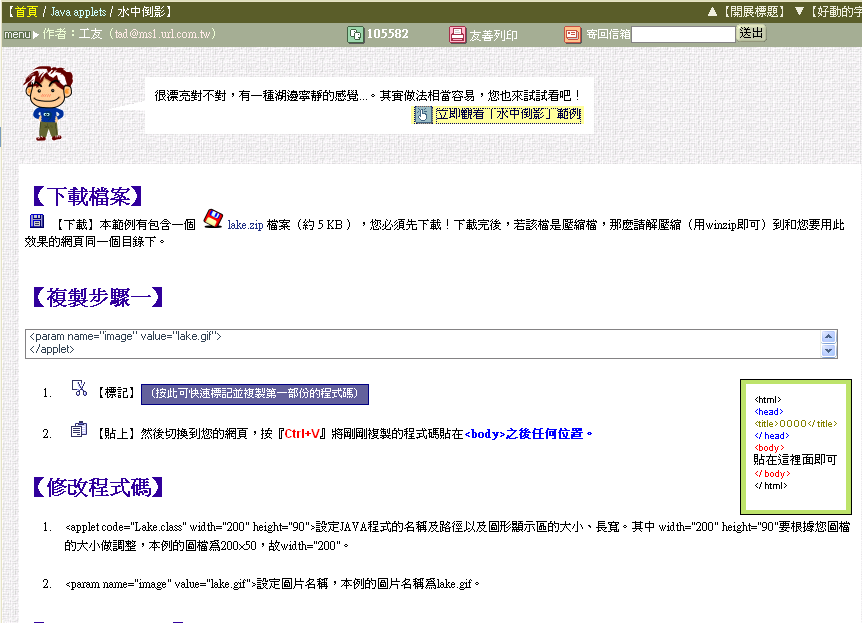 【首頁 / Java applets / 水中倒影】 ▲【開展標題】 ▼【好動的字
menu ▶ 作者：工友（tad@ms1.url.com.tw） 105582 友善列印 寄回信箱 送出
很漂亮對不對，有一種湖邊寧靜的感覺...。其實做法相當容易，您也來試試看吧！
立即觀看「水中倒影」範例
【下載檔案】
【下載】本範例有包含一個 lake.zip 檔案（約 5 KB ），您必須先下載！下載完後，若該檔是壓縮檔，那麼請解壓縮（用winzip即可）到和您要用此
效果的網頁同一個目錄下。
【複製步驟一】
<param name="image" value="lake.gif">
</applet>
1. 【標記】 （按此可快速標記並複製第一部份的程式碼）
2. 【貼上】然後切換到您的網頁，按『Ctrl+V』將剛剛複製的程式碼貼在<body>之後任何位置。
<html>
<head>
<title>OOOO</title>
</head>
<body>
貼在這裡面即可
</body>
</html>
【修改程式碼】
1. <applet code="Lake.class" width="200" height="90">設定JAVA程式的名稱及路徑以及圖形顯示區的大小、長寬。其中 width="200" height="90"要根據您圖檔
的大小做調整，本例的圖檔為200×50，故width="200"。
2. <param name="image" value="lake.gif">設定圖片名稱，本例的圖片名稱為lake.gif。